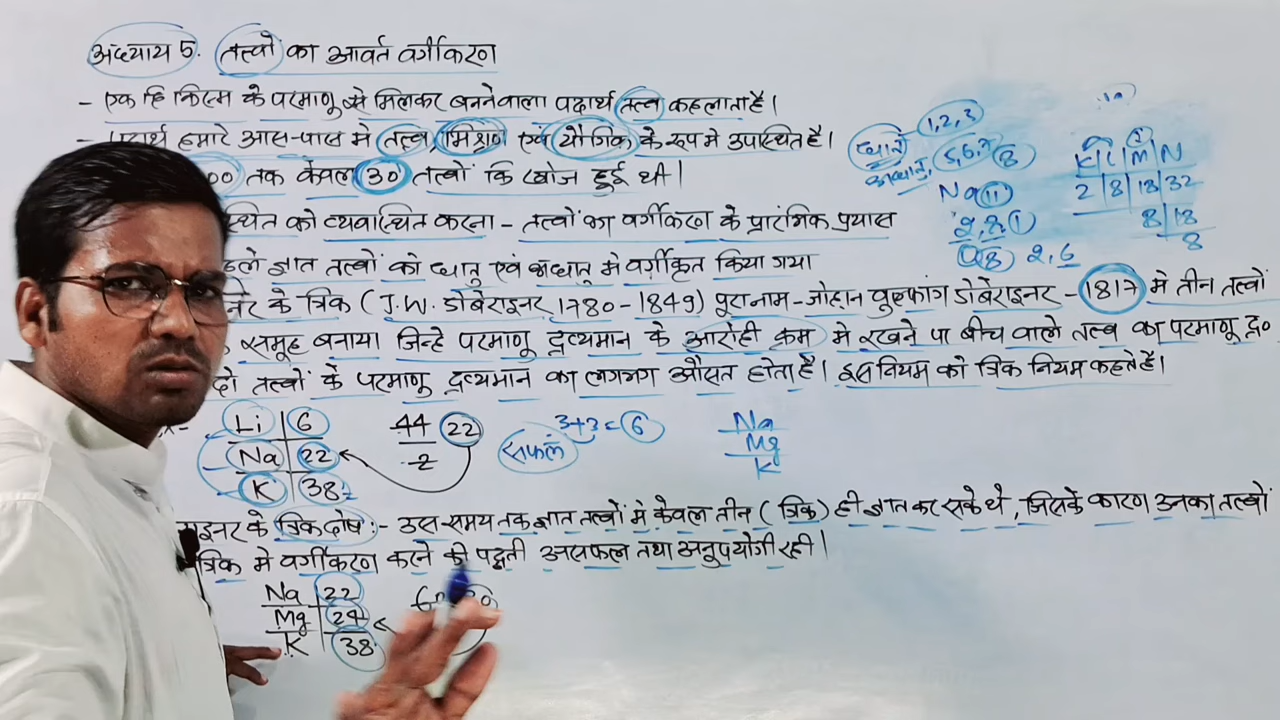 अध्याय 5. तत्वों का आवर्त वर्गीकरण
- एक हि किस्म के परमाणु से मिलकर बनने वाला पदार्थ तत्व कहलाता है।
- पदार्थ हमारे आस-पास मे तत्व, मिश्रण एवं यौगिक के रूप मे उपस्थित है।
00 तक केवल 30 तत्वों कि खोज हुई थी।
स्थित को व्यवस्थित करना - तत्वों का वर्गीकरण के प्रारंभिक प्रयास
हले ज्ञात तत्वों को धातु एवं अधातु मे वर्गीकृत किया गया
नेर के त्रिक (J.W. डोबेराइनर, 1780-1849) पूरा नाम - जोहान वुल्फगांग डोबेराइनर - 1817 मे तीन तत्वों
समूह बनाया जिन्हे परमाणु द्रव्यमान के आरोही क्रम मे रखने पा बीच वाले तत्व का परमाणु द्र०
दो तत्वों के परमाणु द्रव्यमान का लगभग औसत होता है। इस नियम को त्रिक नियम कहते है।
Li 6
Na 22
K 38
44 22
2
सफल
3+3=6
Na
Mg
K
इनर के त्रिक दोष :- उस समय तक ज्ञात तत्वों में केवल तीन (त्रिक) ही ज्ञात कर सके थे, जिसके कारण उनका तत्वों
त्रिक मे वर्गीकरण करने की पद्धती असफल तथा अनुपयोगी रही।
Na 22
Mg 24
K 38
धातु 1,2,3
अधातु, 5,6,7 8
Na 11
2,8,1
2,6
K L M N
2 8 18 32
8 18
8